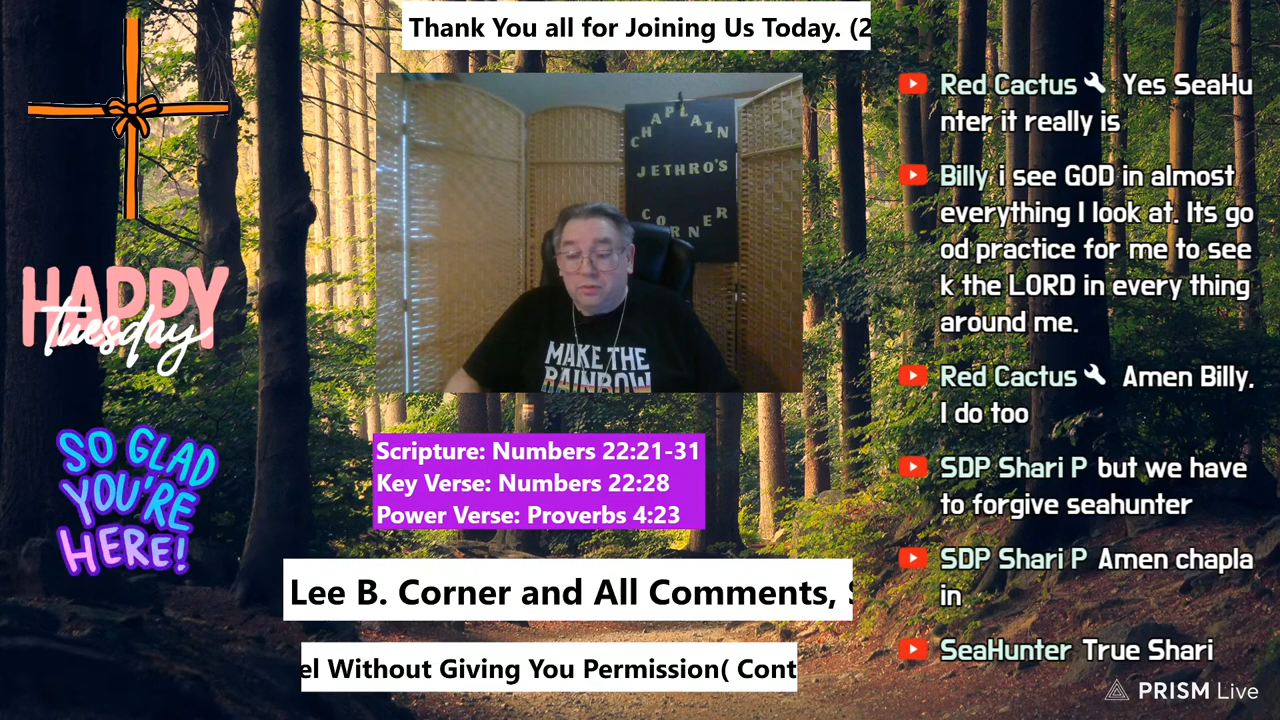 Thank You all for Joining Us Today. (2
CHAPLAIN
JETHRO'S
CORNER
MAKE THE
RAINBOW
HAPPY
Tuesday
SO GLAD
YOU'RE
HERE!
Scripture: Numbers 22:21-31
Key Verse: Numbers 22:28
Power Verse: Proverbs 4:23
Lee B. Corner and All Comments,
el Without Giving You Permission( Cont
Red Cactus Yes SeaHu
nter it really is
Billy i see GOD in almost
everything I look at. Its go
od practice for me to see
k the LORD in every thing
around me.
Red Cactus Amen Billy,
I do too
SDP Shari P but we have
to forgive seahunter
SDP Shari P Amen chapla
in
SeaHunter True Shari
PRISM Live